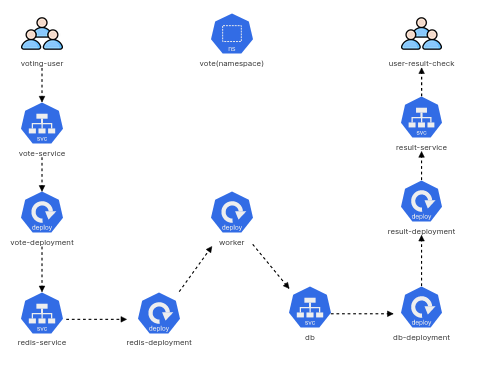 ns
voting-user
vote(namespace)
user-result-check
svc
vote-service
svc
result-service
deploy
vote-deployment
deploy
worker
deploy
result-deployment
svc
redis-service
deploy
redis-deployment
svc
db
deploy
db-deployment